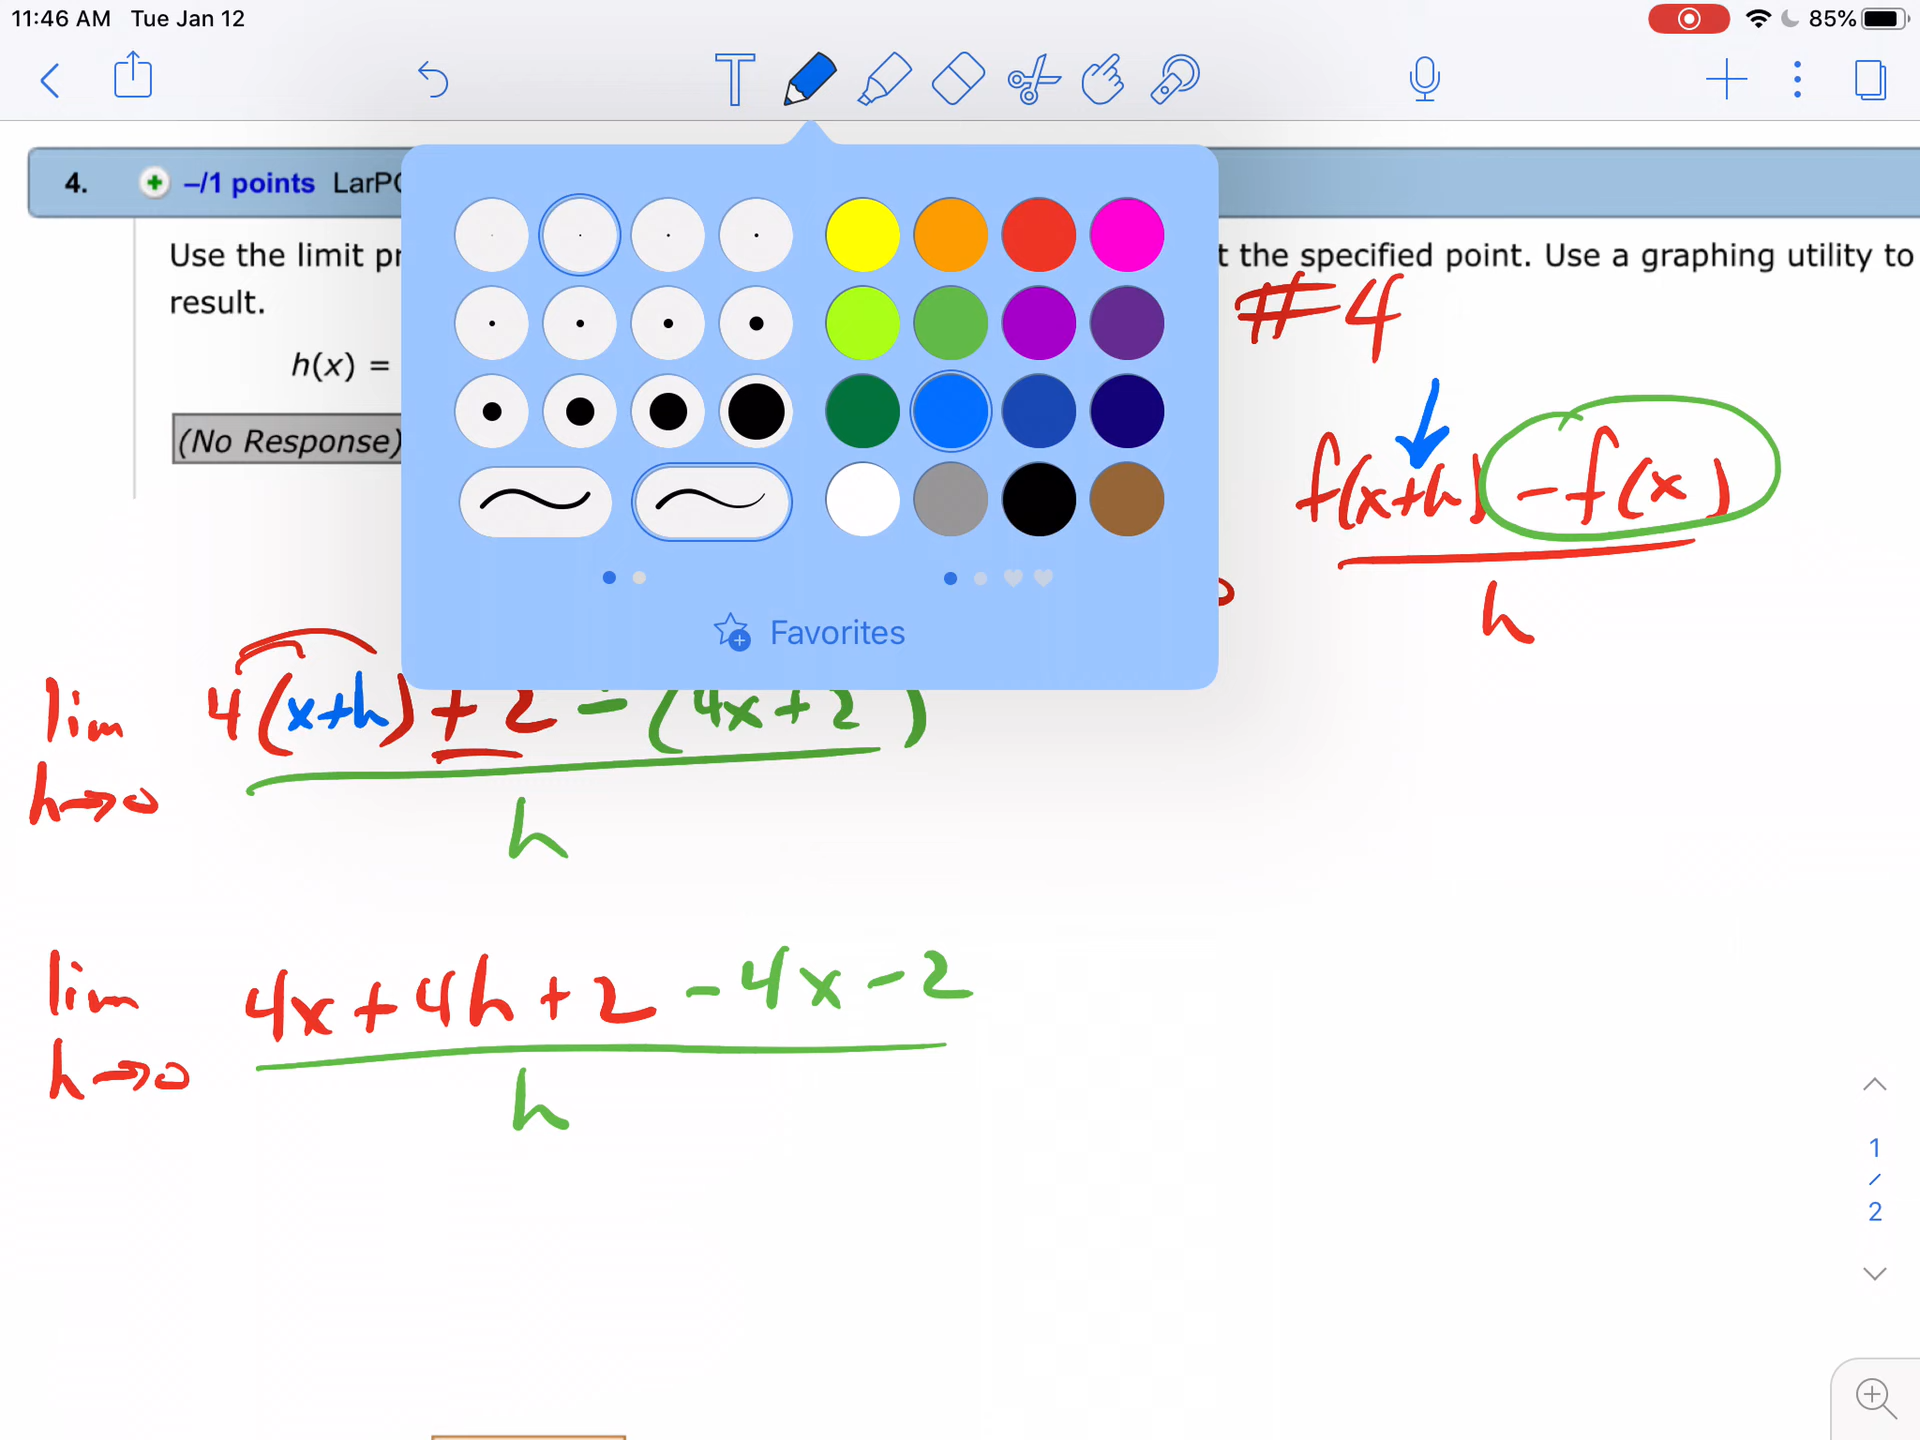 11:46 AM Tue Jan 12
85%
4. –/1 points LarPC
Use the limit pr
t the specified point. Use a graphing utility to
result.
#4
h(x) =
(No Response)
f(x+h) - f(x)
h
Favorites
lim 4(x+h) + 2 - (4x+2)
h→0
h
lim 4x + 4h + 2 - 4x - 2
h→0
h
1
/
2